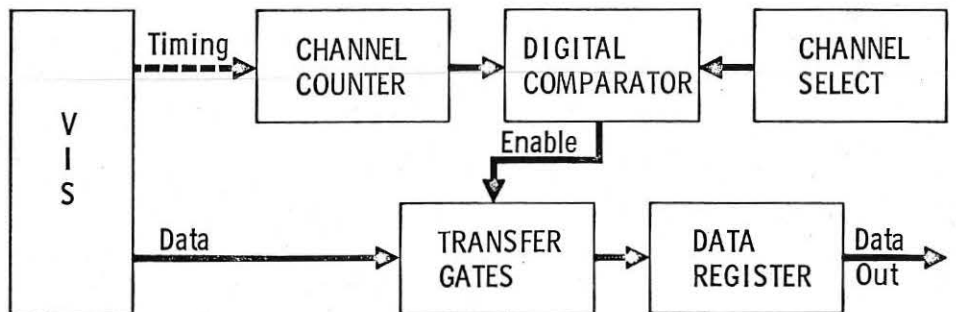 V
I
S
Timing
CHANNEL
COUNTER
DIGITAL
COMPARATOR
CHANNEL
SELECT
Enable
Data
TRANSFER
GATES
DATA
REGISTER
Data
Out